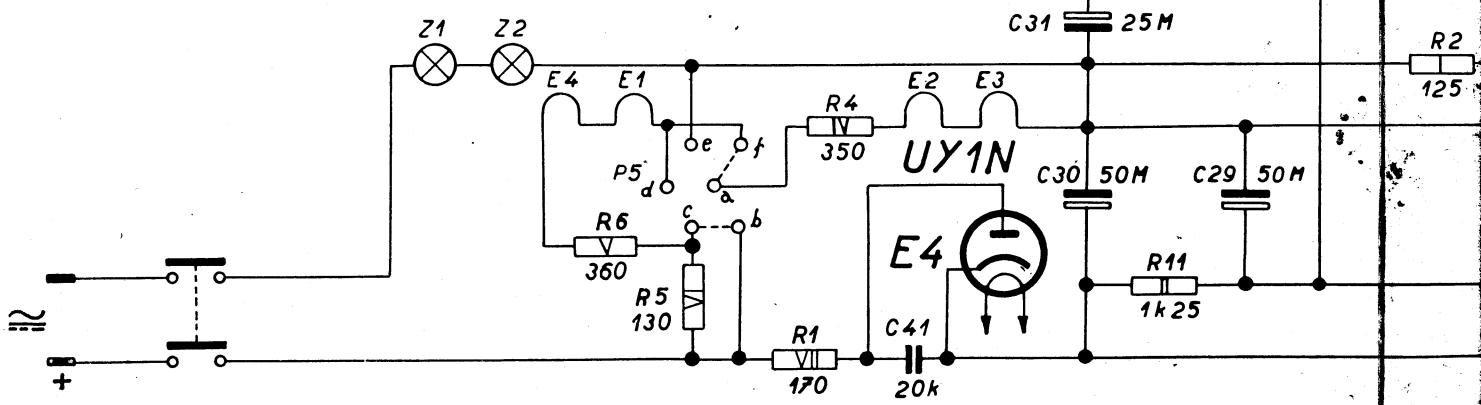 C31 25M
Z1 Z2
R2
125
E4 E1
E2 E3
R4
350
UY1N
e f
P5 d a
C30 50M C29 50M
c b
R6
360
E4
R11
1k25
R5
130
R1
170
C41
20k
+